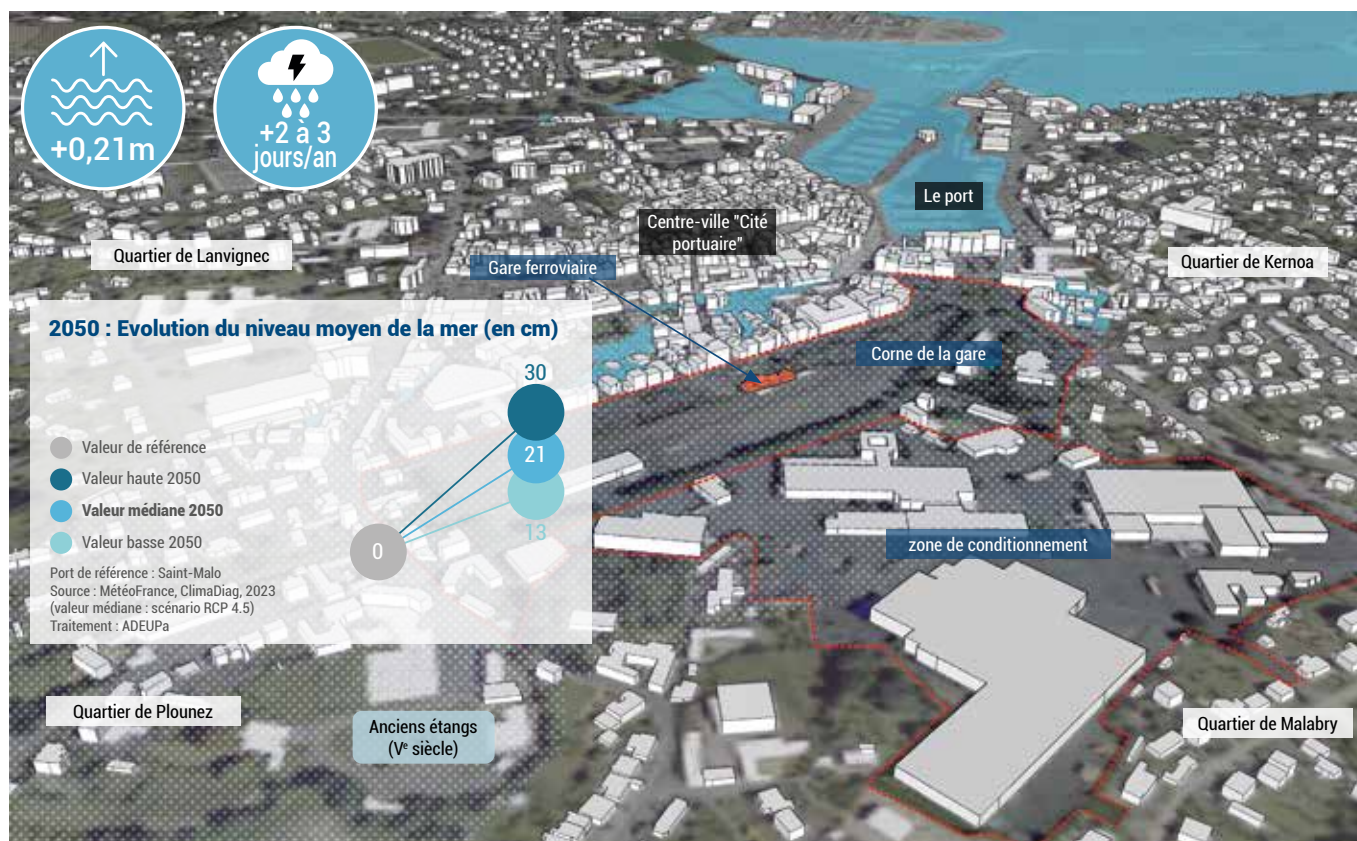 +0,21m
+2 à 3
jours/an
Le port
Centre-ville "Cité
portuaire"
Quartier de Lanvignec
Gare ferroviaire
Quartier de Kernoa
2050 : Evolution du niveau moyen de la mer (en cm)
Corne de la gare
30
21
13
0
Valeur de référence
Valeur haute 2050
Valeur médiane 2050
Valeur basse 2050
Port de référence : Saint-Malo
Source : MétéoFrance, ClimaDiag, 2023
(valeur médiane : scénario RCP 4.5)
Traitement : ADEUPa
zone de conditionnement
Quartier de Plounez
Anciens étangs
(Ve siècle)
Quartier de Malabry